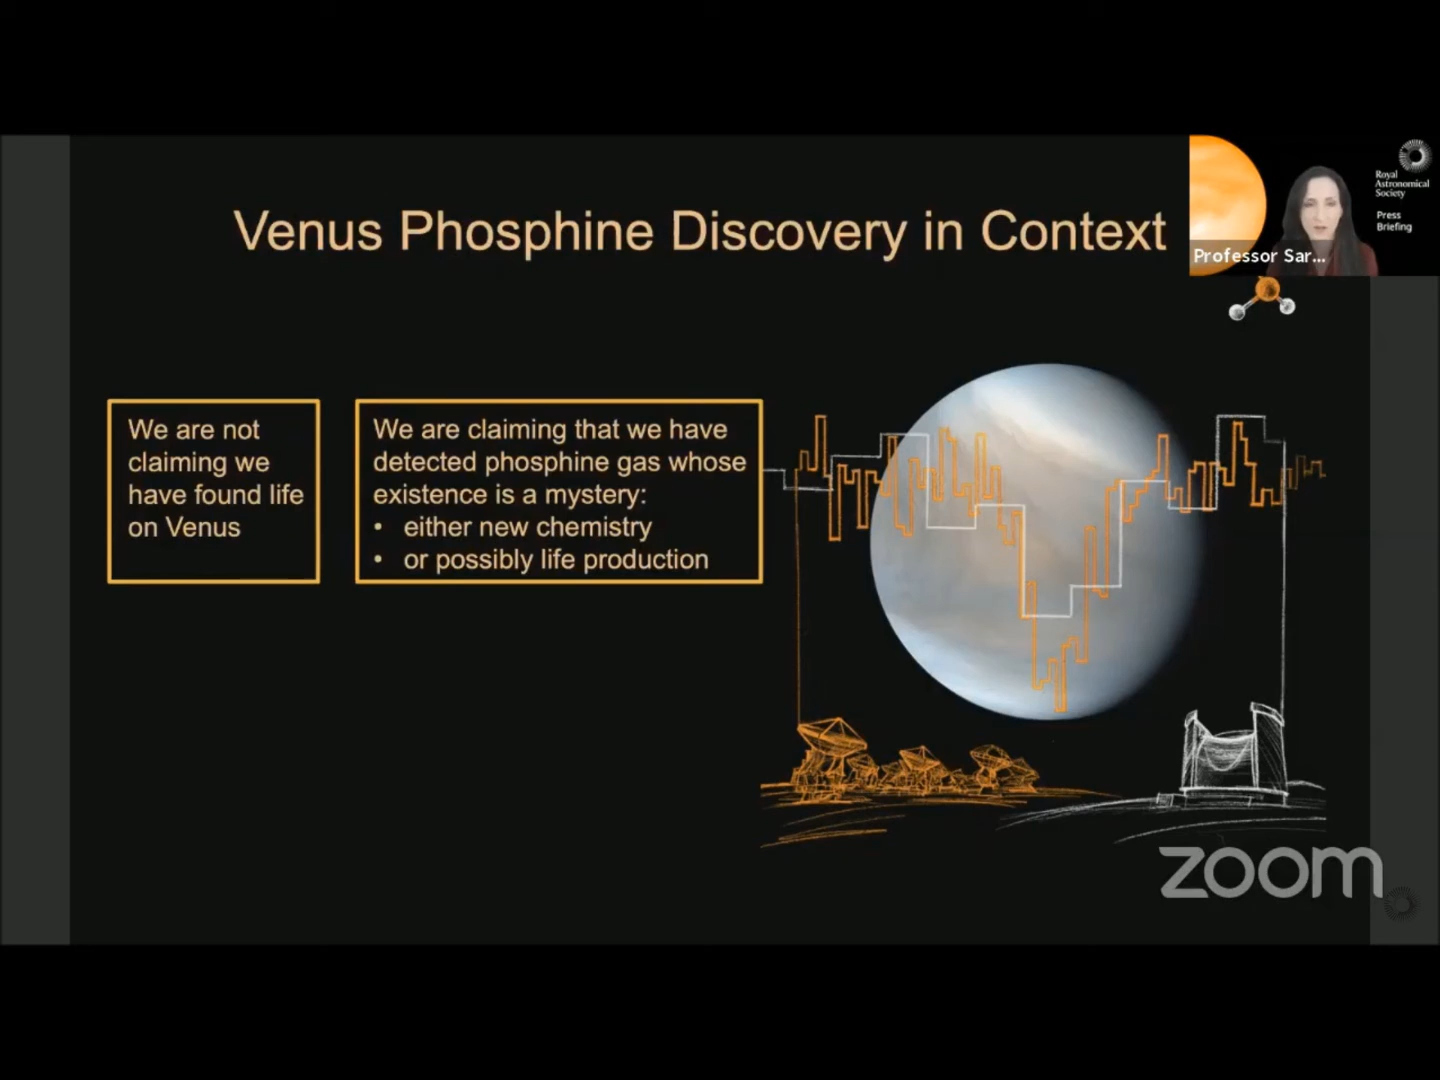 Venus Phosphine Discovery in Context
Royal
Astronomical
Society
Press
Briefing
Professor Sar...
We are not
claiming we
have found life
on Venus
We are claiming that we have
detected phosphine gas whose
existence is a mystery:
• either new chemistry
• or possibly life production
zoom